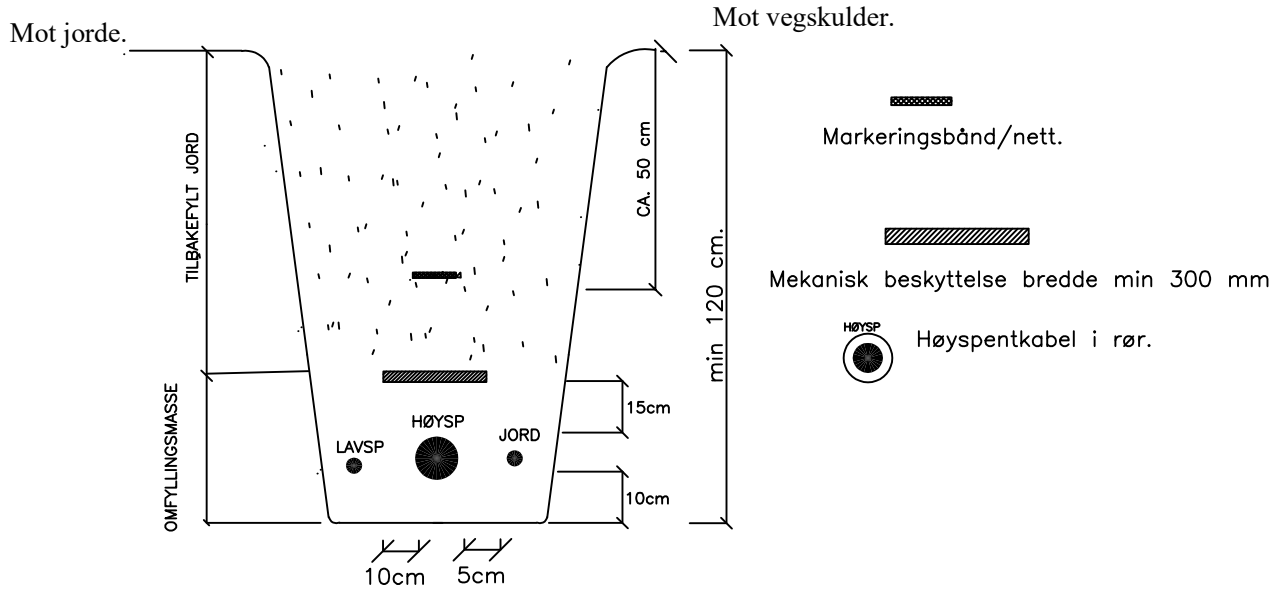 Mot jorde.
Mot vegskulder.
TILBAKEFYLT JORD
CA. 50 cm
min 120 cm.
Markeringsbånd/nett.
Mekanisk beskyttelse bredde min 300 mm
HØYSP
Høyspentkabel i rør.
OMFYLLINGSMASSE
LAVSP
HØYSP
JORD
15cm
10cm
10cm
5cm